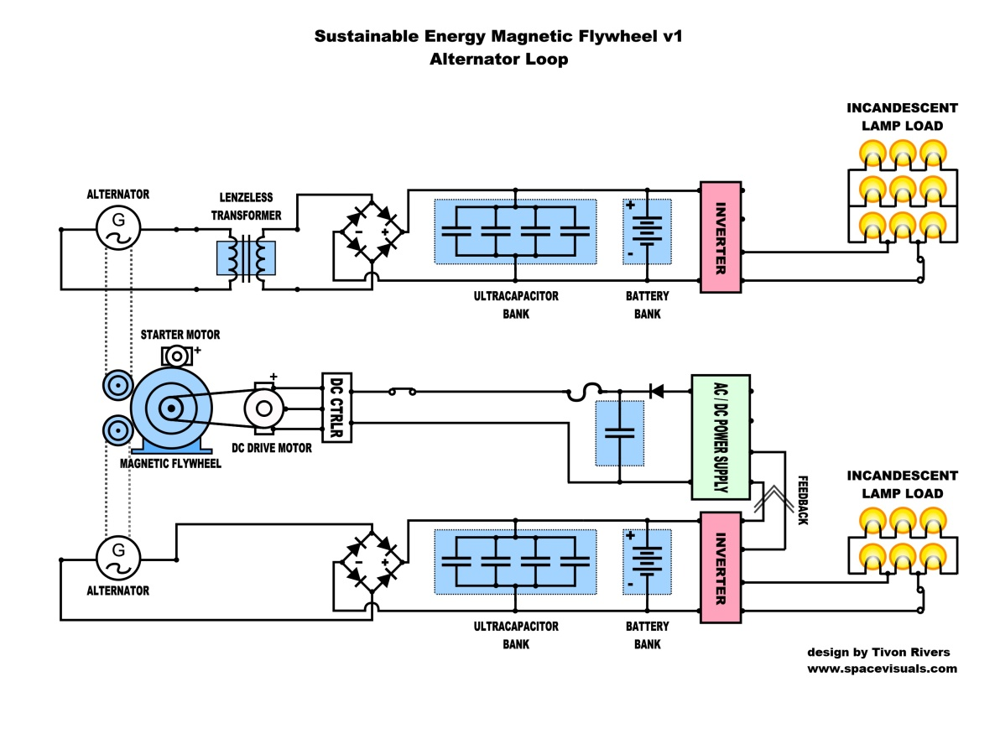 Sustainable Energy Magnetic Flywheel v1
Alternator Loop
INCANDESCENT
LAMP LOAD
ALTERNATOR
G
LENZELESS
TRANSFORMER
-
+
+
-
INVERTER
ULTRACAPACITOR
BANK
BATTERY
BANK
STARTER MOTOR
+
+
DC CTRLR
AC / DC POWER SUPPLY
DC DRIVE MOTOR
MAGNETIC FLYWHEEL
FEEDBACK
INCANDESCENT
LAMP LOAD
G
ALTERNATOR
-
+
+
-
INVERTER
ULTRACAPACITOR
BANK
BATTERY
BANK
design by Tivon Rivers
www.spacevisuals.com